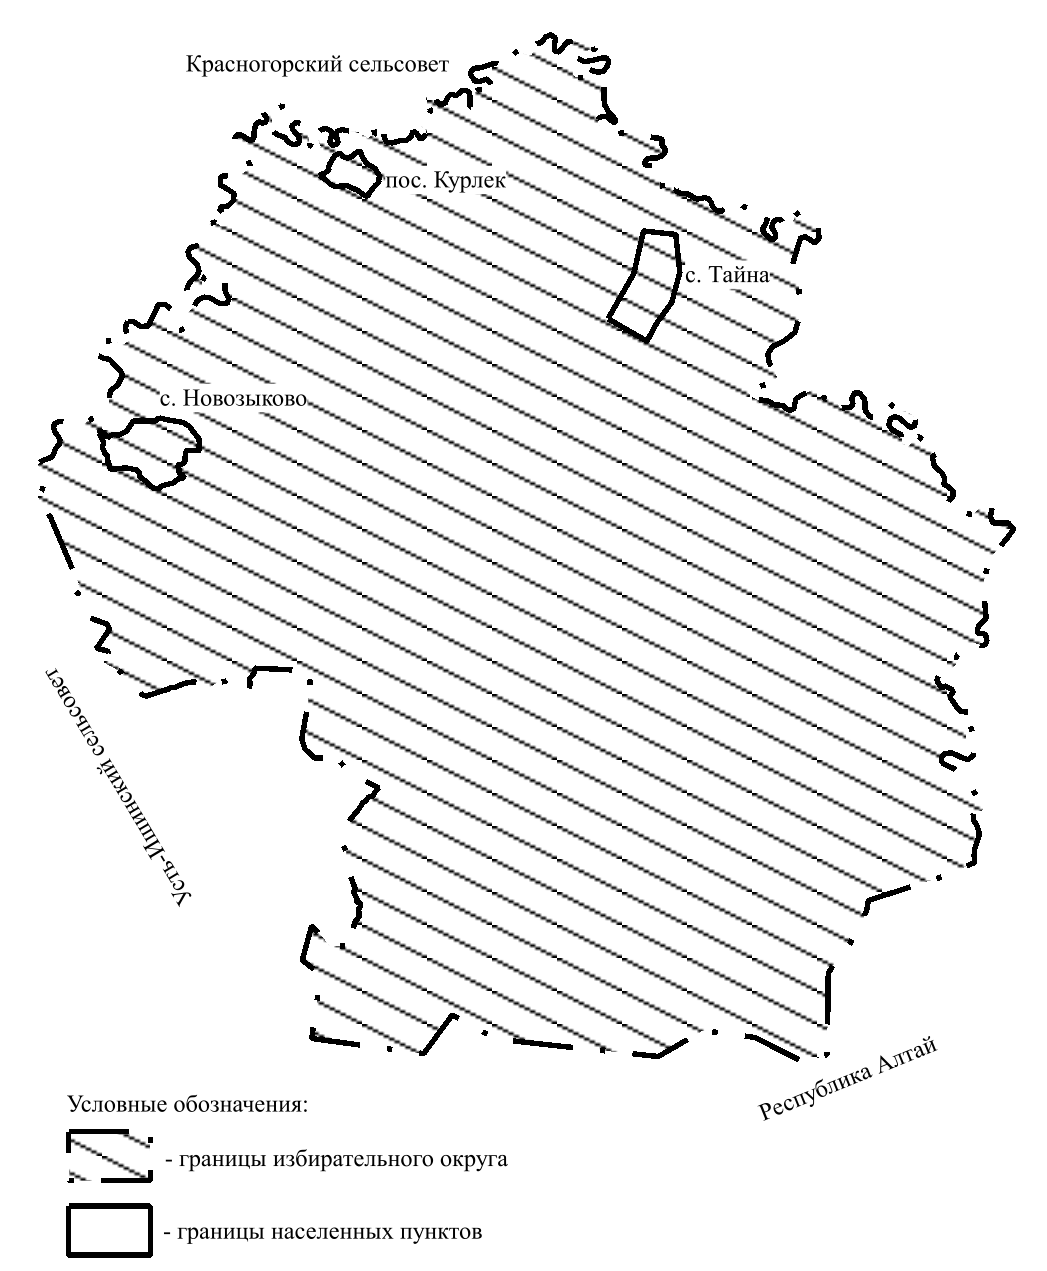 Красногорский сельсовет
пос. Курлек
с. Тайна
с. Новозыково
Усть-Ишинский сельсовет
Республика Алтай
Условные обозначения:
- границы избирательного округа
- границы населенных пунктов